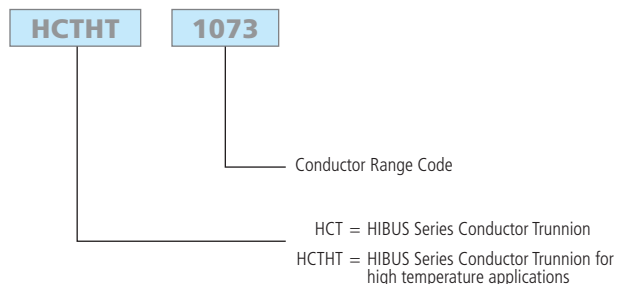 HCTHT 1073
Conductor Range Code
HCT = HIBUS Series Conductor Trunnion
HCTHT = HIBUS Series Conductor Trunnion for
high temperature applications